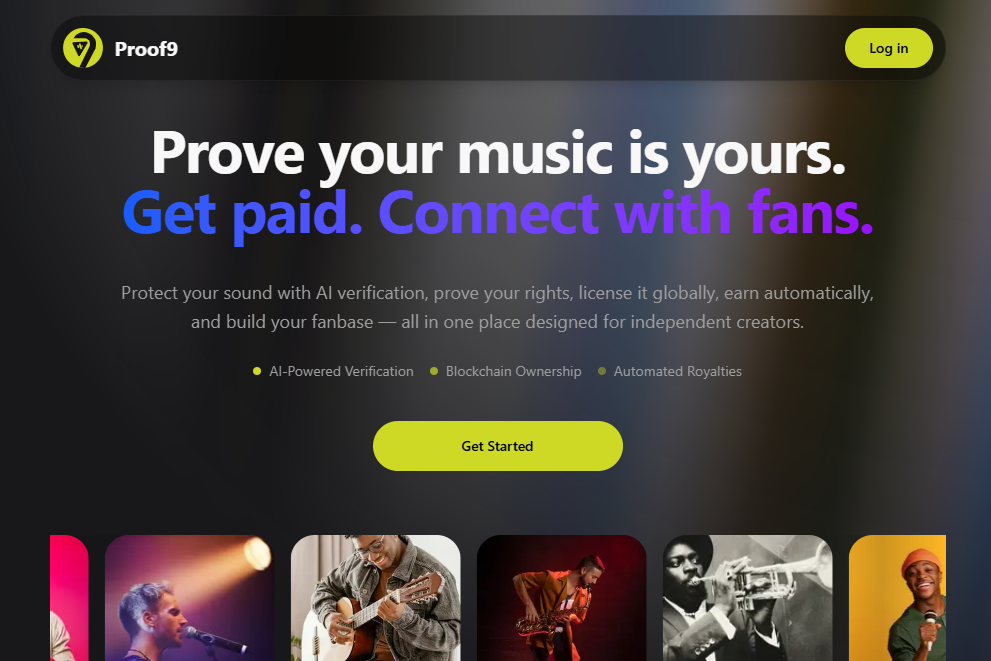 Proof9
Log in
Prove your music is yours.
Get paid. Connect with fans.
Protect your sound with AI verification, prove your rights, license it globally, earn automatically,
and build your fanbase — all in one place designed for independent creators.
AI-Powered Verification
Blockchain Ownership
Automated Royalties
Get Started